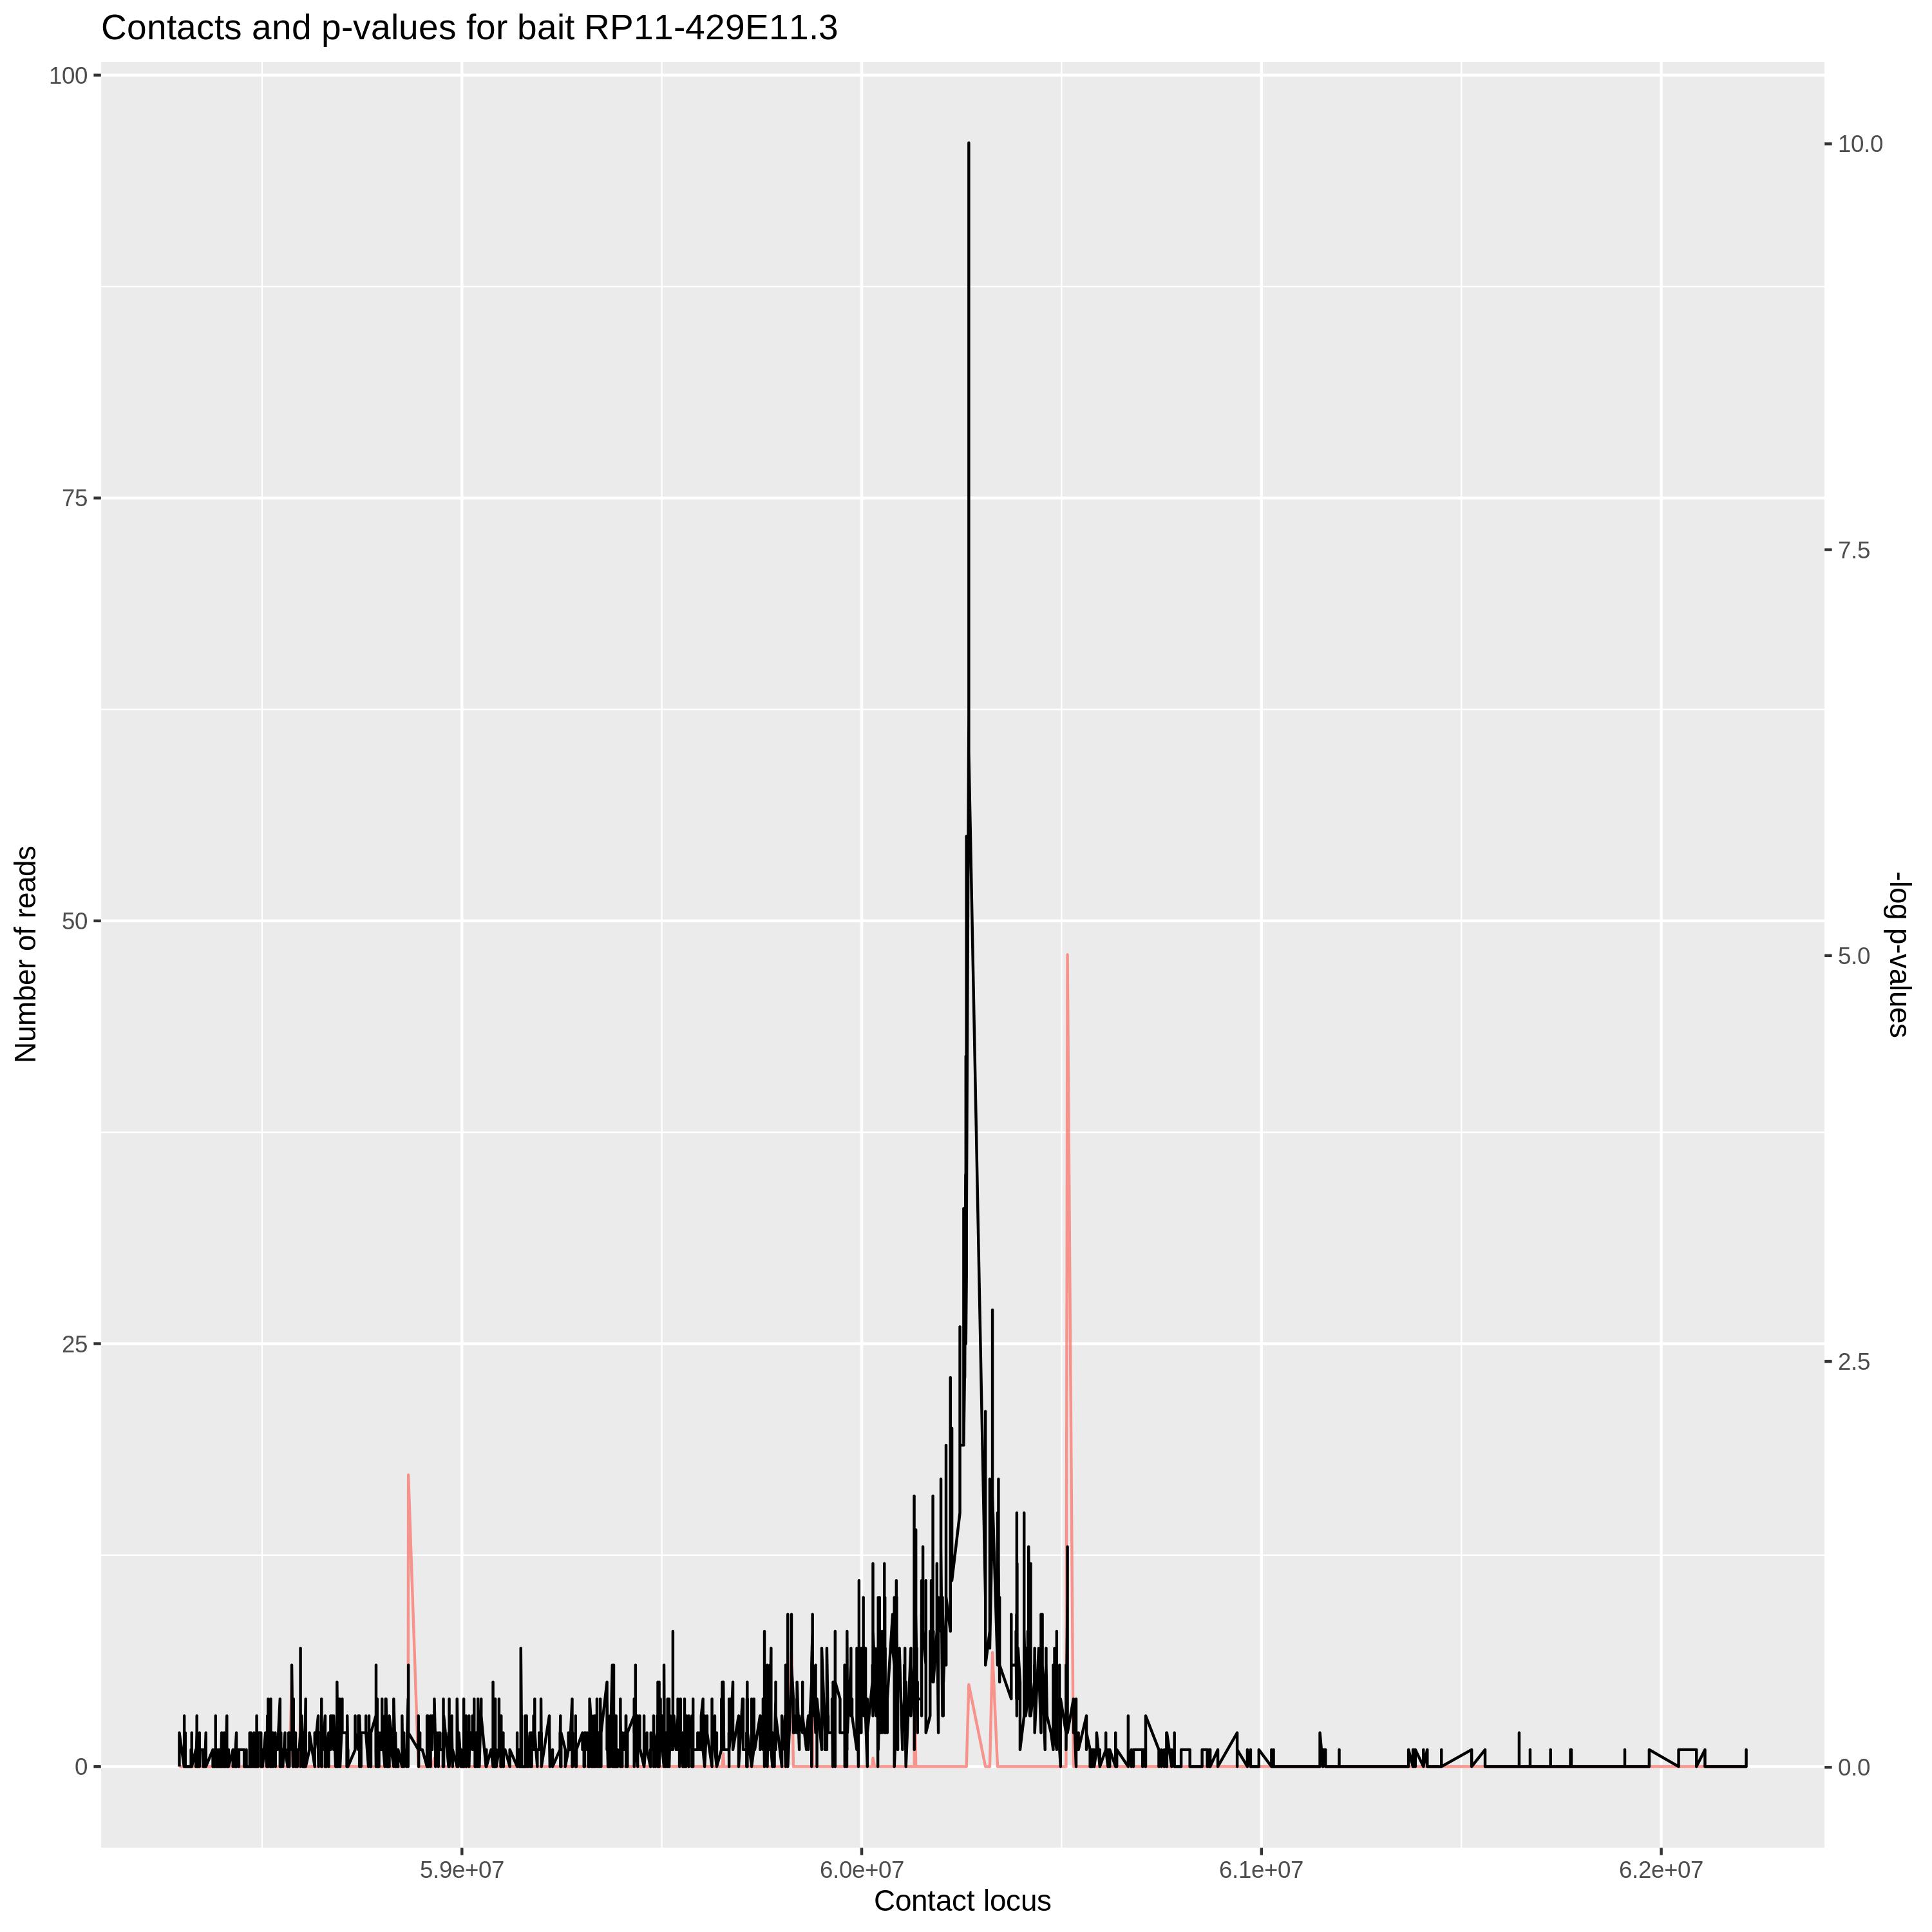 Contacts and p-values for bait RP11-429E11.3
100
75
50
25
0
Number of reads
10.0
7.5
5.0
2.5
0.0
-log p-values
5.9e+07
6.0e+07
6.1e+07
6.2e+07
Contact locus